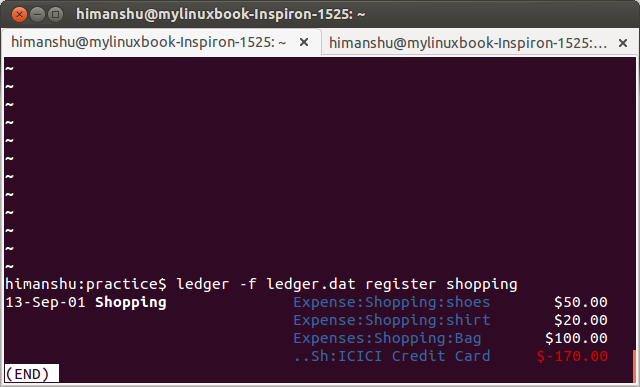 himanshu@mylinuxbook-Inspiron-1525: ~
himanshu@mylinuxbook-Inspiron-1525: ~ ×
himanshu@mylinuxbook-Inspiron-1525:... ×
~
~
~
~
~
~
~
~
~
~
~
~
himanshu:practice$ ledger -f ledger.dat register shopping
13-Sep-01 Shopping Expense:Shopping:shoes $50.00
Expense:Shopping:shirt $20.00
Expenses:Shopping:Bag $100.00
..Sh:ICICI Credit Card $-170.00
(END)